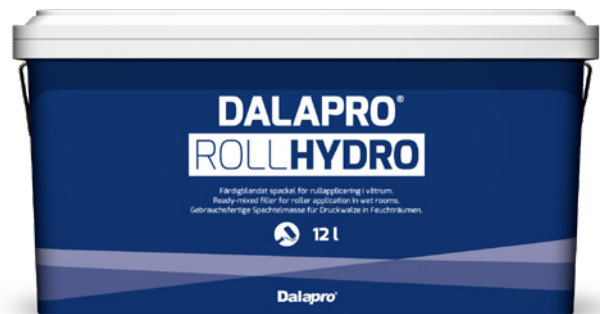 DALAPRO®
ROLLHYDRO
Färdigblandat spackel för rullapplicering i våtrum.
Ready-mixed filler for roller application in wet rooms.
Gebrauchsfertige Spachtelmasse für Druckwalze in Feuchträumen.
12 l
Dalapro®